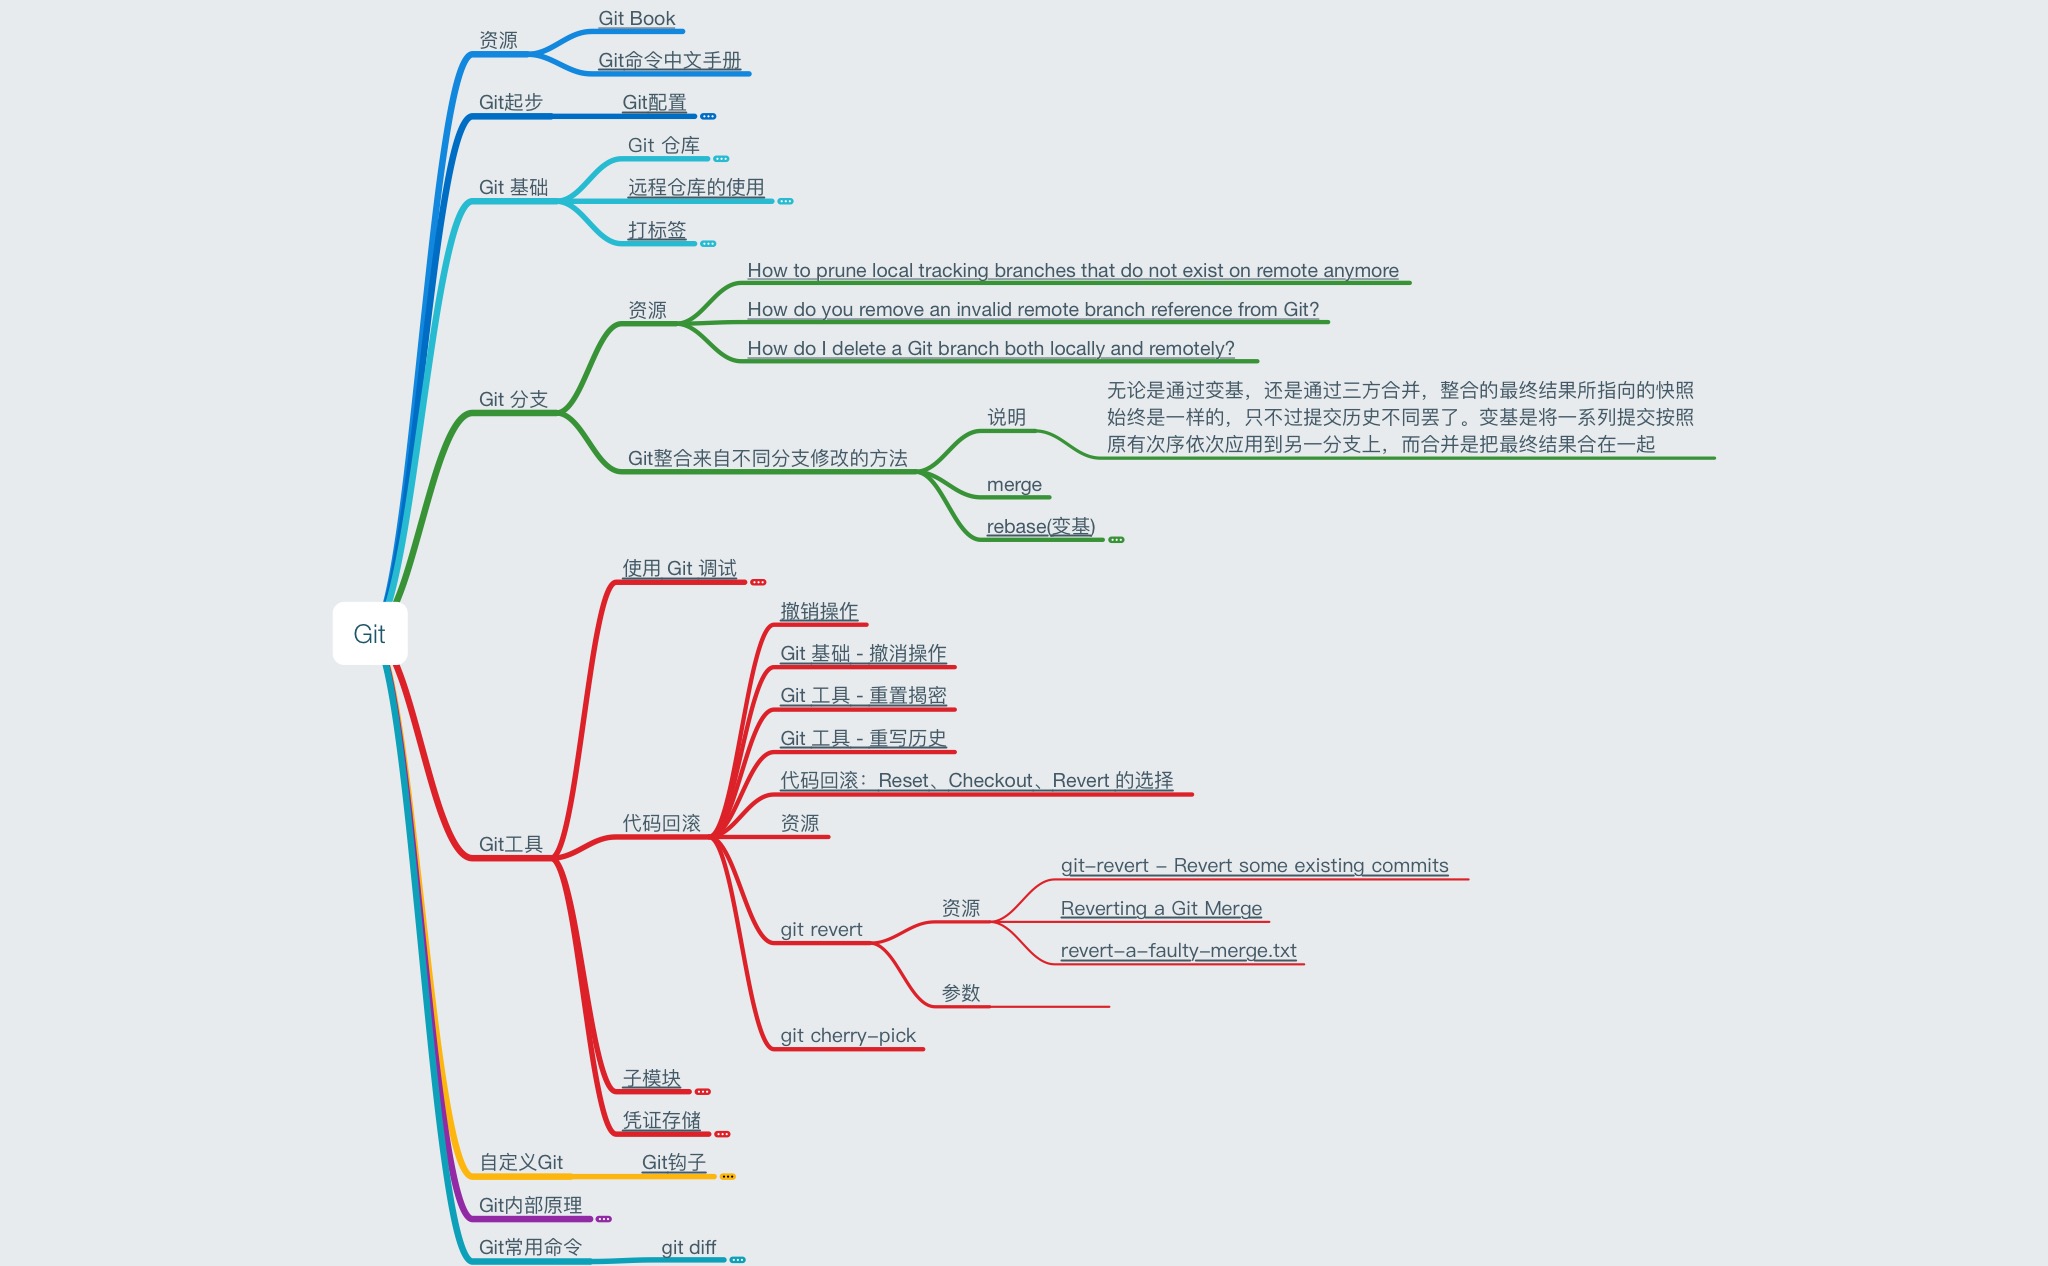 Git Book
资源
Git命令中文手册
Git起步
Git配置
Git 仓库
Git 基础
远程仓库的使用
打标签
How to prune local tracking branches that do not exist on remote anymore
资源
How do you remove an invalid remote branch reference from Git?
How do I delete a Git branch both locally and remotely?
Git 分支
无论是通过变基，还是通过三方合并，整合的最终结果所指向的快照
始终是一样的，只不过提交历史不同罢了。变基是将一系列提交按照
原有次序依次应用到另一分支上，而合并是把最终结果合在一起
说明
Git整合来自不同分支修改的方法
merge
rebase(变基)
使用 Git 调试
撤销操作
Git
Git 基础 - 撤消操作
Git 工具 - 重置揭密
Git 工具 - 重写历史
代码回滚：Reset、Checkout、Revert 的选择
代码回滚
资源
Git工具
git-revert - Revert some existing commits
资源
Reverting a Git Merge
git revert
revert-a-faulty-merge.txt
参数
git cherry-pick
子模块
凭证存储
自定义Git
Git钩子
Git内部原理
Git常用命令
git diff